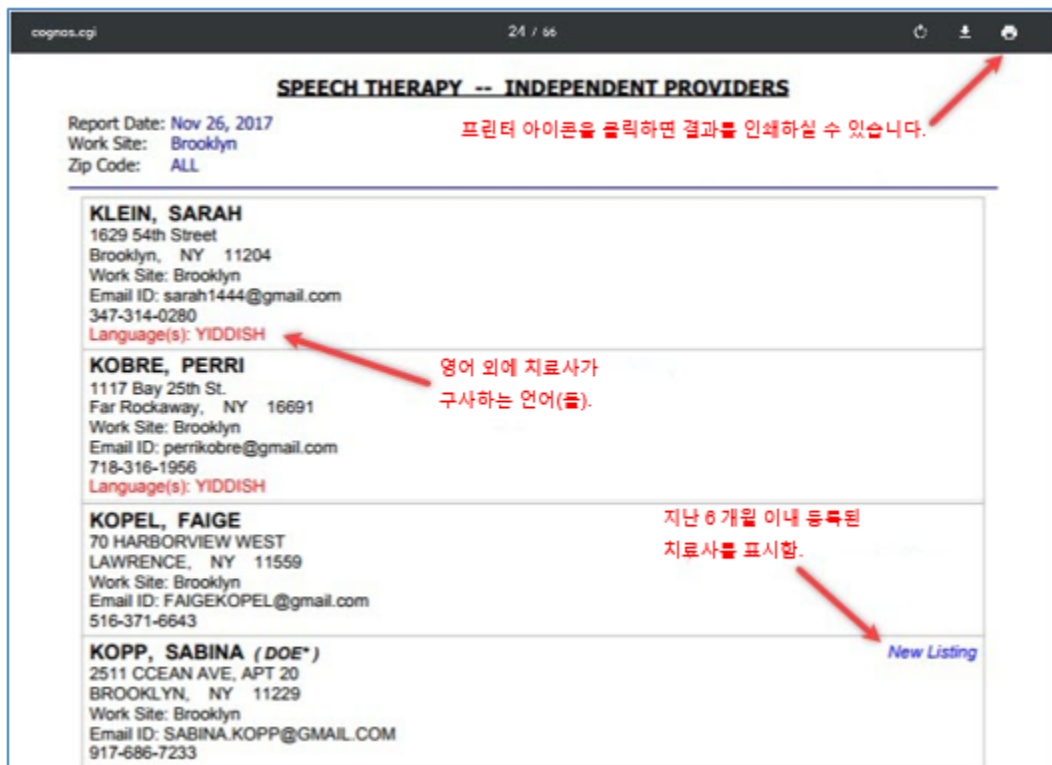 cognos.cgi 24 / 66
SPEECH THERAPY -- INDEPENDENT PROVIDERS
Report Date: Nov 26, 2017
프린터 아이콘을 클릭하면 결과를 인쇄하실 수 있습니다.
Work Site: Brooklyn
Zip Code: ALL
KLEIN, SARAH
1629 54th Street
Brooklyn, NY 11204
Work Site: Brooklyn
Email ID: sarah1444@gmail.com
347-314-0280
Language(s): YIDDISH
영어 외에 치료사가
구사하는 언어(들).
KOBRE, PERRI
1117 Bay 25th St.
Far Rockaway, NY 16691
Work Site: Brooklyn
Email ID: perrikobre@gmail.com
718-316-1956
Language(s): YIDDISH
KOPEL, FAIGE
70 HARBORVIEW WEST
LAWRENCE, NY 11559
Work Site: Brooklyn
Email ID: FAIGEKOPEL@gmail.com
516-371-6643
지난 6 개월 이내 등록된
치료사를 표시함.
KOPP, SABINA (DOE*)
New Listing
2511 CCEAN AVE, APT 20
BROOKLYN, NY 11229
Work Site: Brooklyn
Email ID: SABINA.KOPP@GMAIL.COM
917-686-7233